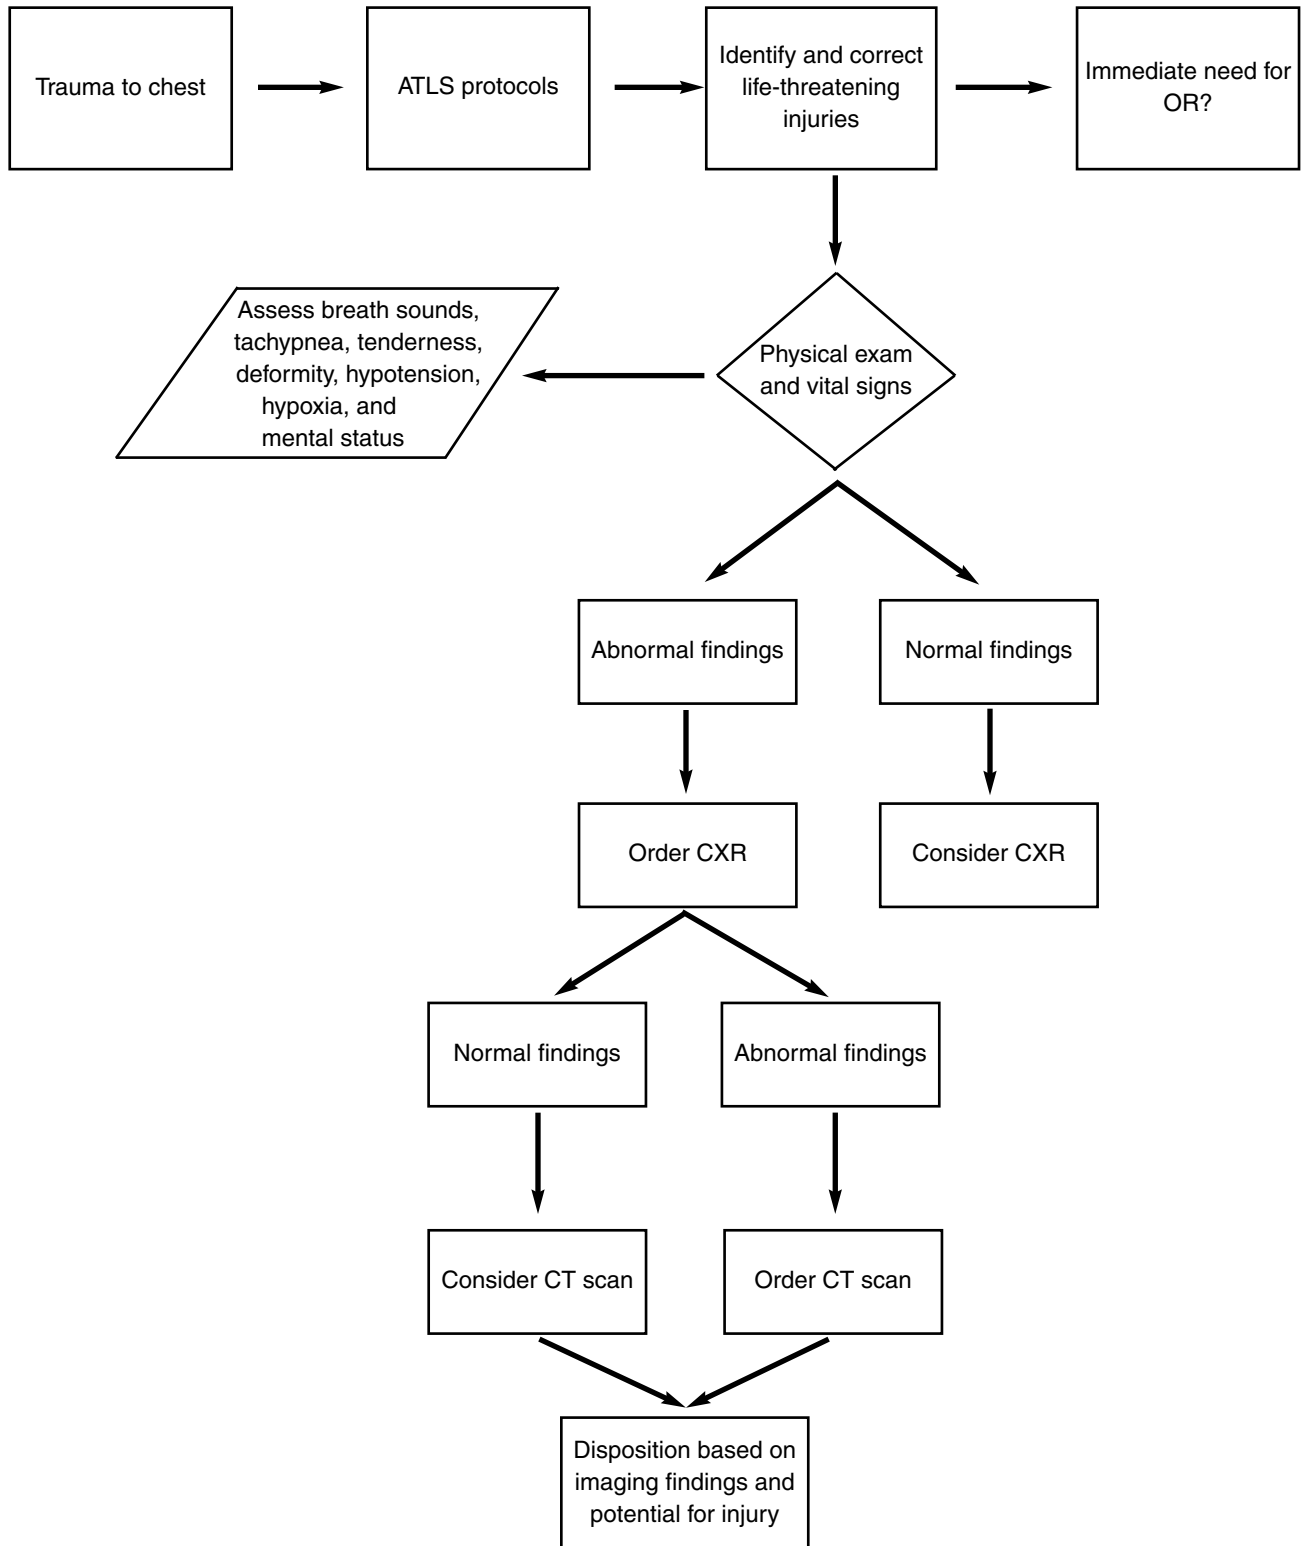 Trauma to chest
ATLS protocols
Identify and correct
life-threatening
injuries
Immediate need for
OR?
Assess breath sounds,
tachypnea, tenderness,
deformity, hypotension,
hypoxia, and
mental status
Physical exam
and vital signs
Abnormal findings
Normal findings
Order CXR
Consider CXR
Normal findings
Abnormal findings
Consider CT scan
Order CT scan
Disposition based on
imaging findings and
potential for injury